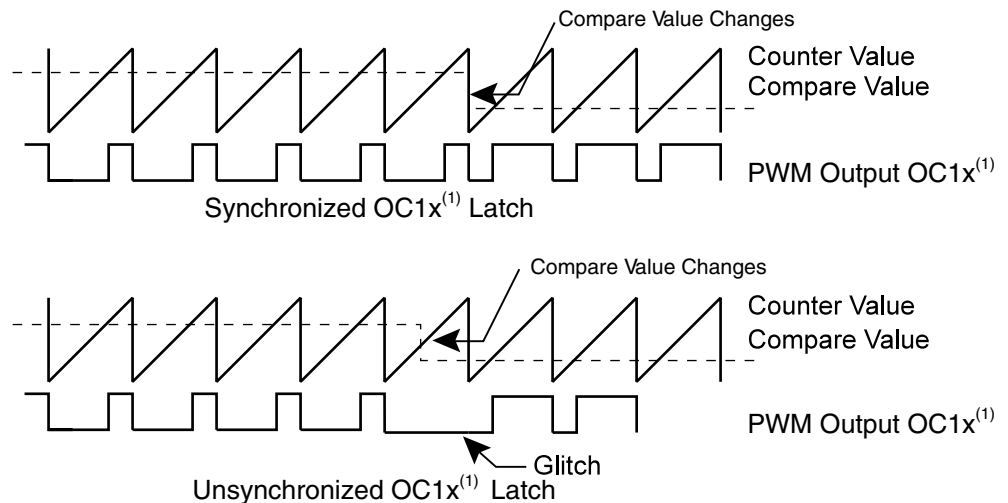 Compare Value Changes
Counter Value
Compare Value
PWM Output OC1x(1)
Synchronized OC1x(1) Latch
Compare Value Changes
Counter Value
Compare Value
PWM Output OC1x(1)
Glitch
Unsynchronized OC1x(1) Latch